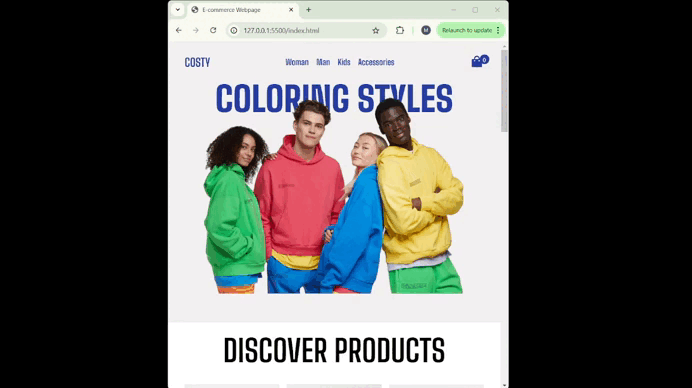 E-commerce Webpage
127.0.0.1:5500/index.html
M
Relaunch to update
COSTY
Woman Man Kids Accessories
0
COLORING STYLES
DISCOVER PRODUCTS